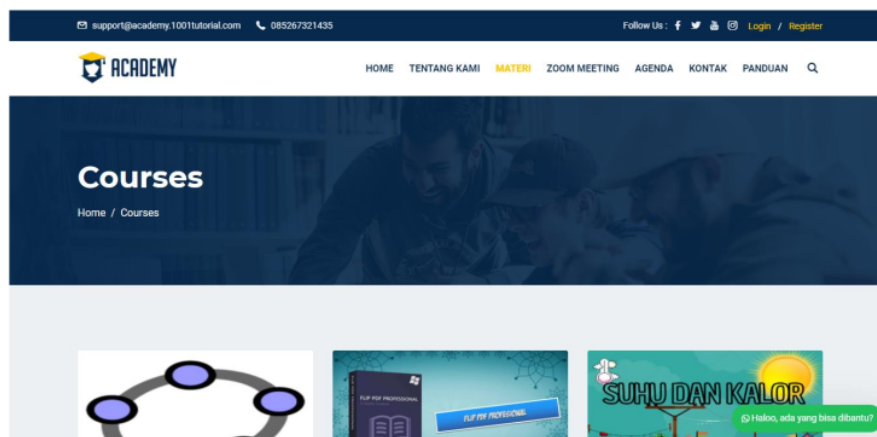 support@academy.1001tutorial.com 085267321435 Follow Us : Login / Register
ACADEMY HOME TENTANG KAMI MATERI ZOOM MEETING AGENDA KONTAK PANDUAN
Courses
Home / Courses
FLIP PDF PROFESSIONAL
FLIP PDF PROFESSIONAL
SUHU DAN KALOR
Haloo, ada yang bisa dibantu?